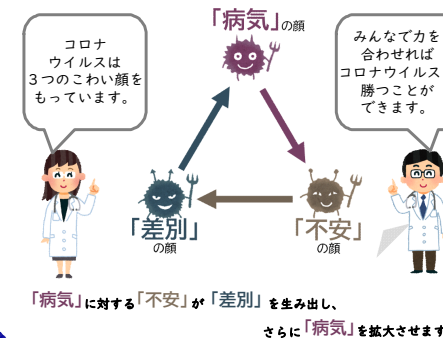 「病気」の顔
コロナ
ウイルスは
３つのこわい顔を
もっています。
みんなで力を
合わせれば
コロナウイルス
勝つことが
できます。
「差別」
の顔
「不安」
の顔
「病気」に対する「不安」が「差別」を生み出し、
さらに「病気」を拡大させます